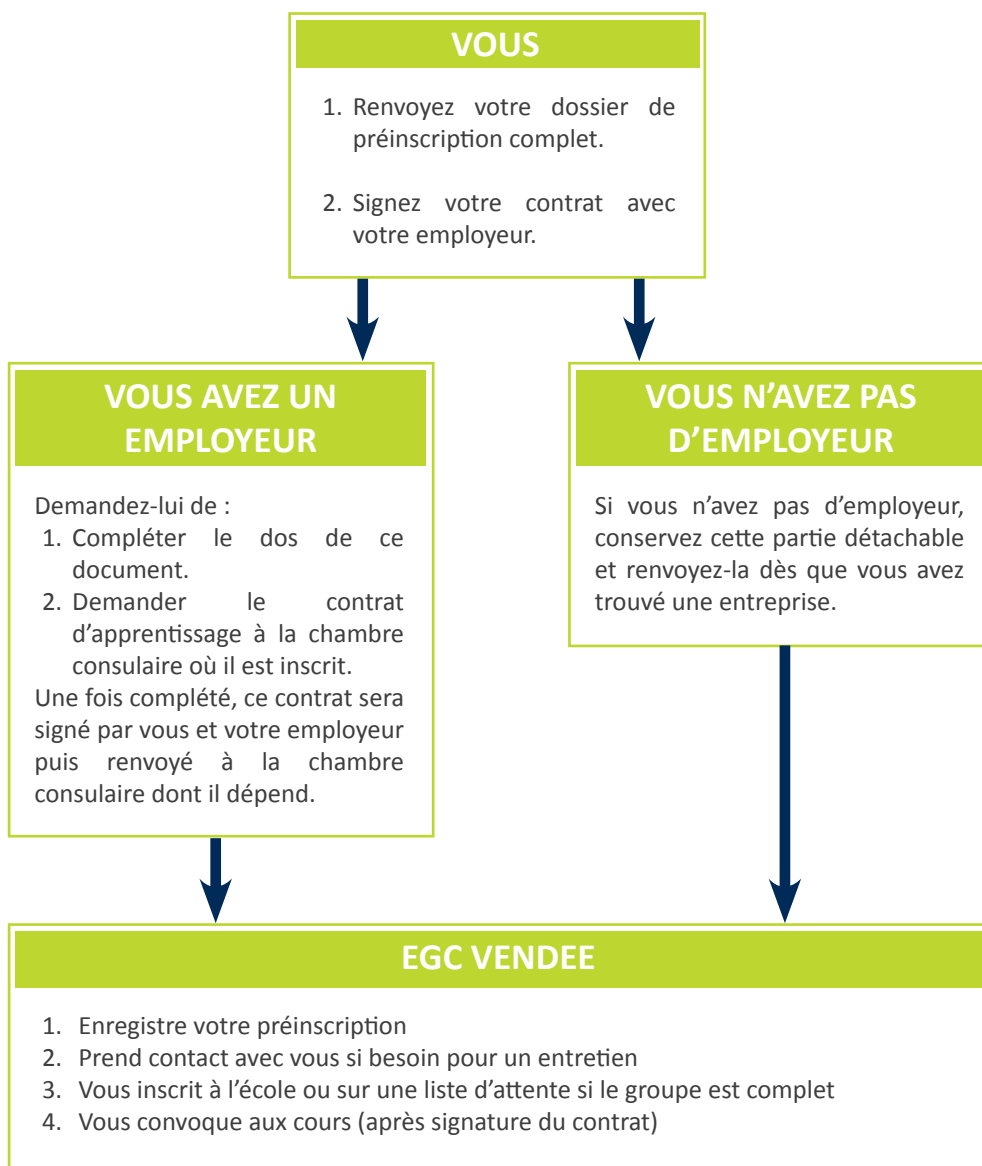 VOUS
1. Renvoyez votre dossier de
préinscription complet.
2. Signez votre contrat avec
votre employeur.
VOUS AVEZ UN
EMPLOYEUR
Demandez-lui de :
1. Compléter le dos de ce
document.
2. Demander le contrat
d’apprentissage à la chambre
consulaire où il est inscrit.
Une fois complété, ce contrat sera
signé par vous et votre employeur
puis renvoyé à la chambre
consulaire dont il dépend.
VOUS N’AVEZ PAS
D’EMPLOYEUR
Si vous n’avez pas d’employeur,
conservez cette partie détachable
et renvoyez-la dès que vous avez
trouvé une entreprise.
EGC VENDEE
1. Enregistre votre préinscription
2. Prend contact avec vous si besoin pour un entretien
3. Vous inscrit à l’école ou sur une liste d’attente si le groupe est complet
4. Vous convoque aux cours (après signature du contrat)